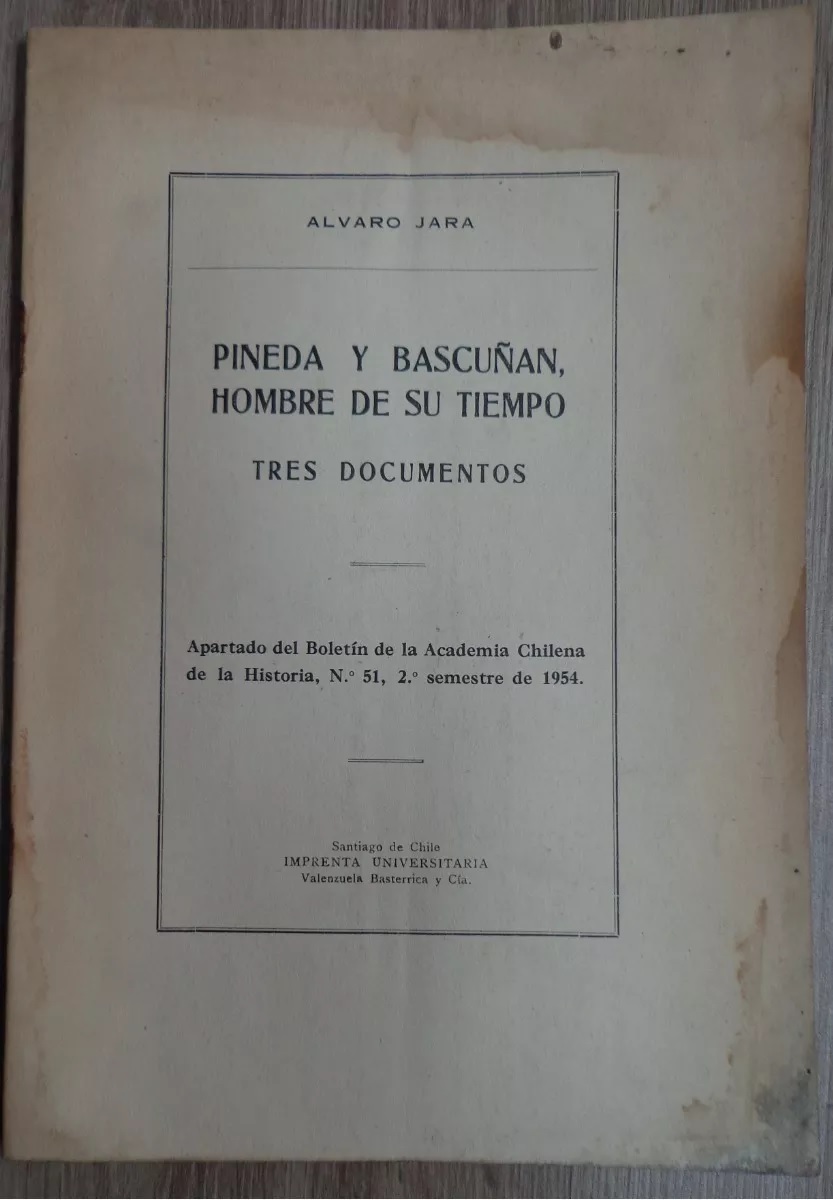 ALVARO JARA
PINEDA Y BASCUÑAN,
HOMBRE DE SU TIEMPO
TRES DOCUMENTOS
Apartado del Boletín de la Academia Chilena
de la Historia, N.º 51, 2.º semestre de 1954.
Santiago de Chile
IMPRENTA UNIVERSITARIA
Valenzuela Basterrica y Cía.